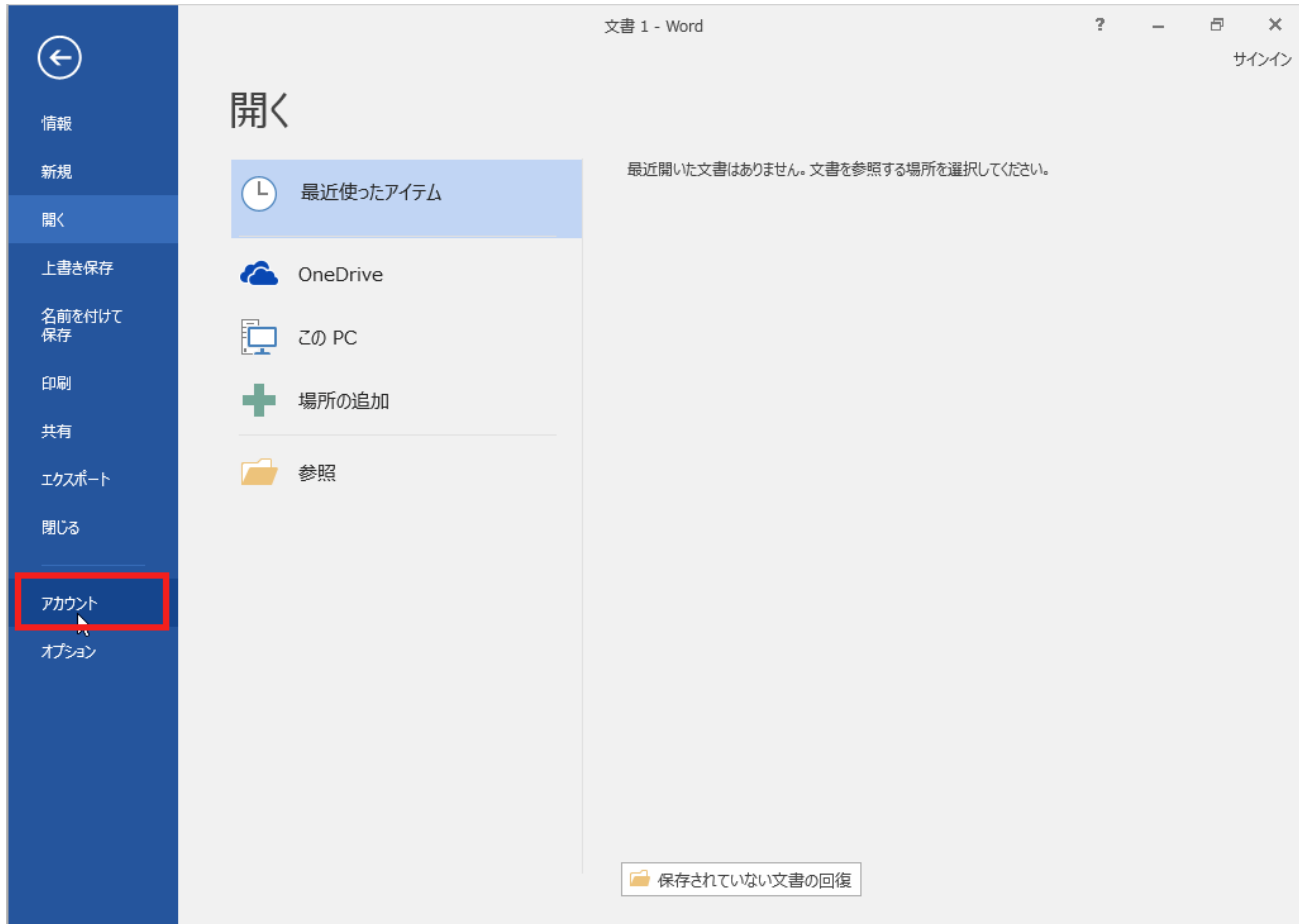 文書 1 - Word
?
サインイン
情報
新規
開く
上書き保存
名前を付けて
保存
印刷
共有
エクスポート
閉じる
アカウント
オプション
開く
最近使ったアイテム
OneDrive
この PC
場所の追加
参照
最近開いた文書はありません。文書を参照する場所を選択してください。
保存されていない文書の回復